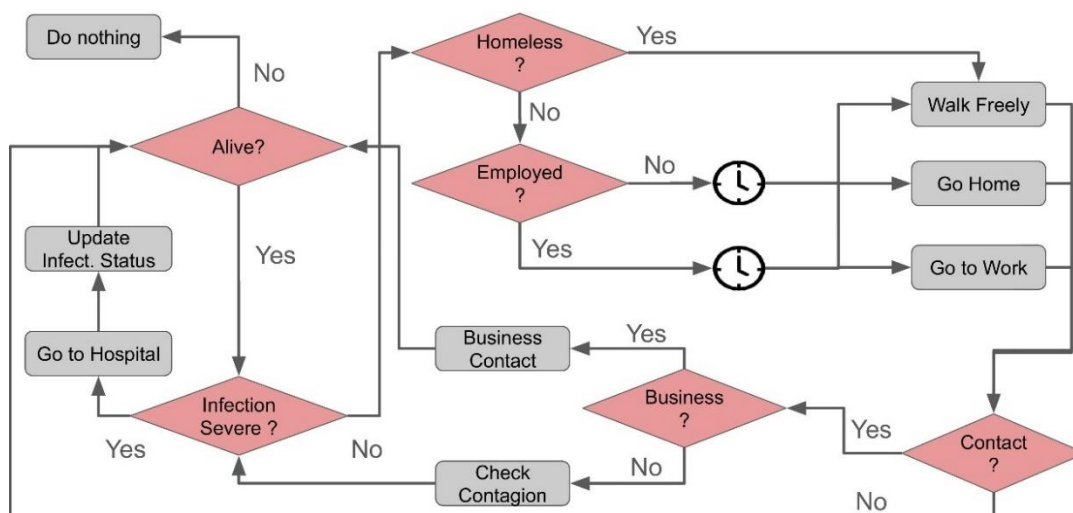 Do nothing
No
Alive?
Yes
Update
Infect. Status
Go to Hospital
Infection
Severe ?
Yes
No
Homeless
?
Yes
No
Employed
?
No
Yes
Walk Freely
Go Home
Go to Work
Business
Contact
Yes
Business
?
No
Check
Contagion
Yes
Contact
?
No